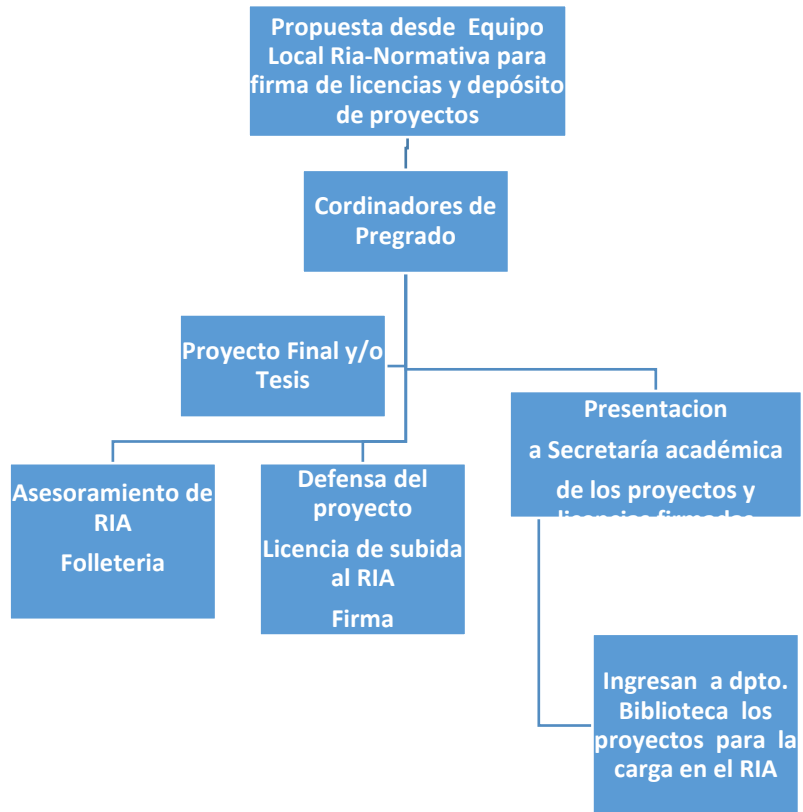 Propuesta desde Equipo
Local Ria-Normativa para
firma de licencias y depósito
de proyectos
Cordinadores de
Pregrado
Proyecto Final y/o
Tesis
Presentacion
a Secretaría académica
de los proyectos y
licencias firmadas
Asesoramiento de
RIA
Folleteria
Defensa del
proyecto
Licencia de subida
al RIA
Firma
Ingresan a dpto.
Biblioteca los
proyectos para la
carga en el RIA